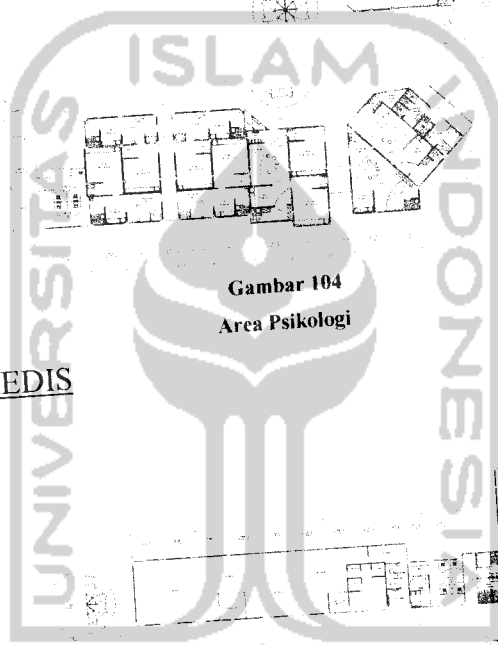 ISLAM
UNIVERSITAS
INDONESIA
Gambar 104
Area Psikologi
EDIS